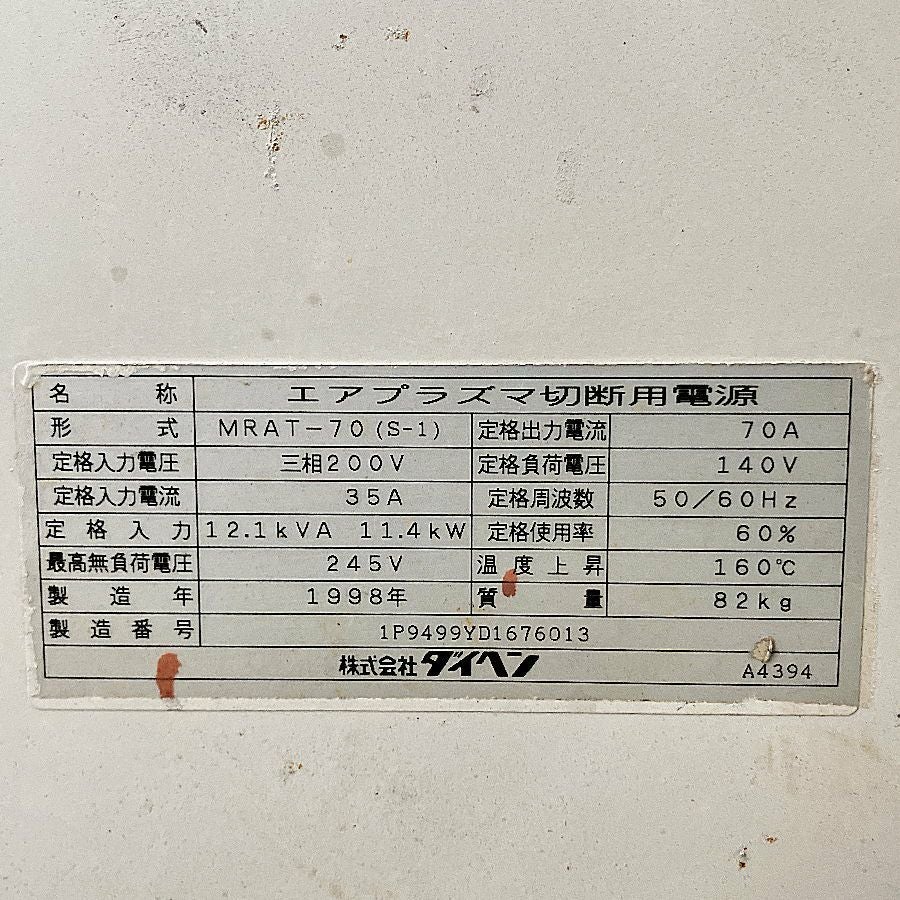 名称 エアプラズマ切断用電源
形式 MRAT-70(S-1) 定格出力電流 70A
定格入力電圧 三相200V 定格負荷電圧 140V
定格入力電流 35A 定格周波数 50/60Hz
定格入力 12.1kVA 11.4kW 定格使用率 60%
最高無負荷電圧 245V 温度上昇 160℃
製造年 1998年 質量 82kg
製造番号 1P9499YD1676013
株式会社ダイヘン A4394